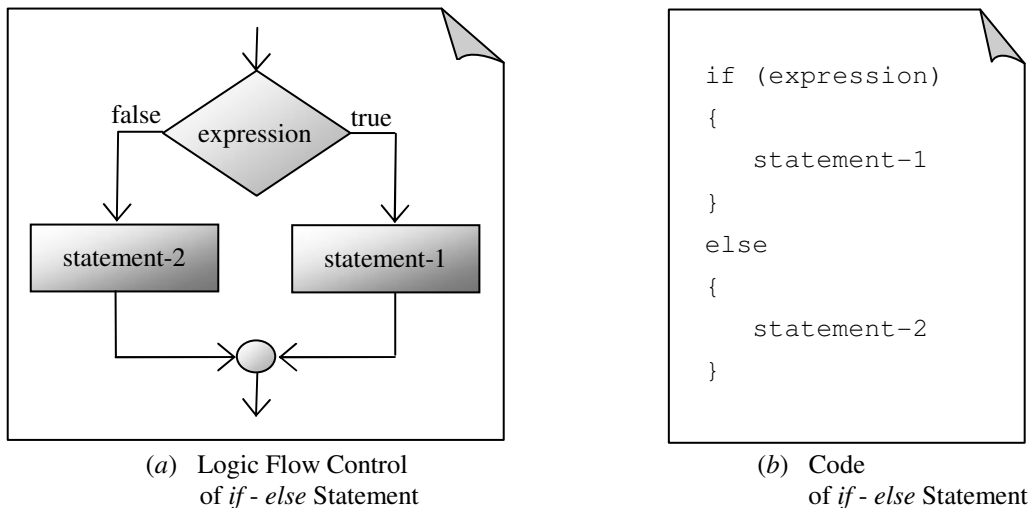 false
true
expression
statement-2
statement-1
(a) Logic Flow Control
of if - else Statement
if (expression)
{
statement-1
}
else
{
statement-2
}
(b) Code
of if - else Statement